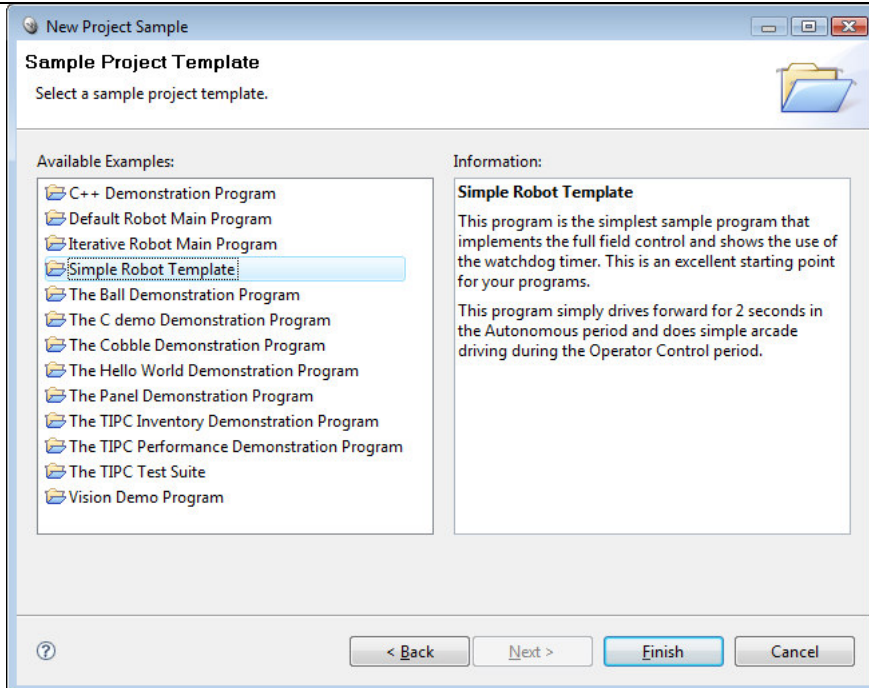 New Project Sample
Sample Project Template
Select a sample project template.
Available Examples:
C++ Demonstration Program
Default Robot Main Program
Iterative Robot Main Program
Simple Robot Template
The Ball Demonstration Program
The C demo Demonstration Program
The Cobble Demonstration Program
The Hello World Demonstration Program
The Panel Demonstration Program
The TIPC Inventory Demonstration Program
The TIPC Performance Demonstration Program
The TIPC Test Suite
Vision Demo Program
Information:
Simple Robot Template
This program is the simplest sample program that
implements the full field control and shows the use of
the watchdog timer. This is an excellent starting point
for your programs.
This program simply drives forward for 2 seconds in
the Autonomous period and does simple arcade
driving during the Operator Control period.
?
< Back
Next >
Finish
Cancel